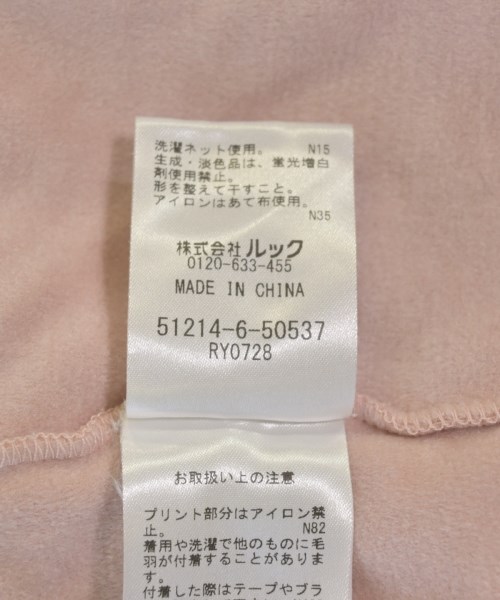 洗濯ネット使用。 N15
生成・淡色品は、蛍光増白
剤使用禁止。
形を整えて干すこと。
アイロンはあて布使用。
N35
株式会社ルック
0120-633-455
MADE IN CHINA
51214-6-50537
RY0728
お取扱い上の注意
プリント部分はアイロン禁
止。 N82
着用や洗濯で他のものに毛
羽が付着することがありま
す。
付着した際はテープやブラ